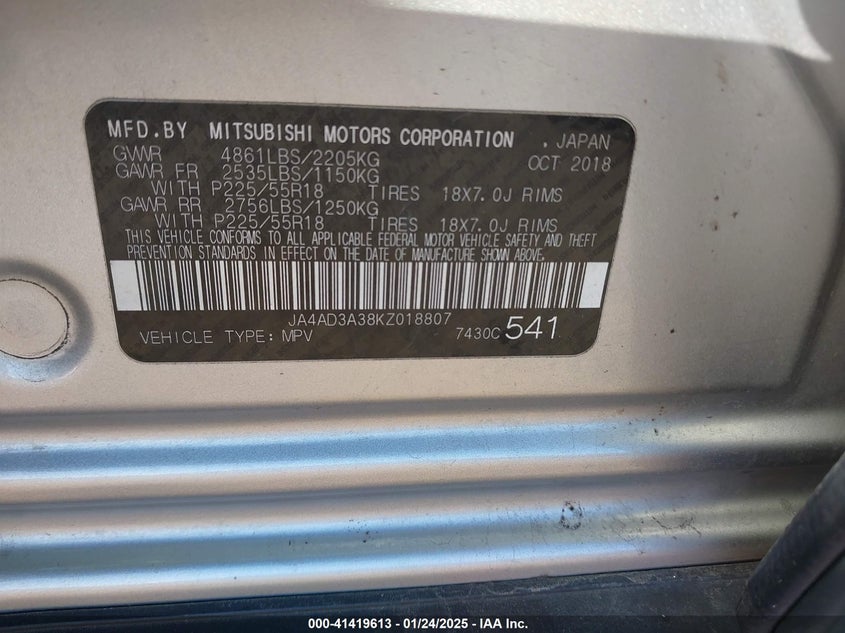 MFD.BY MITSUBISHI MOTORS CORPORATION . JAPAN
GVWR 4861LBS/2205KG OCT 2018
GAWR FR 2535LBS/1150KG
WITH P225/55R18 TIRES 18X7.0J RIMS
GAWR RR 2756LBS/1250KG
WITH P225/55R18 TIRES 18X7.0J RIMS
THIS VEHICLE CONFORMS TO ALL APPLICABLE FEDERAL MOTOR VEHICLE SAFETY AND THEFT
PREVENTION STANDARDS IN EFFECT ON THE DATE OF MANUFACTURE SHOWN ABOVE.
JA4AD3A38KZ018807
VEHICLE TYPE: MPV 7430C 541
000-41419613 - 01/24/2025 - IAA Inc.